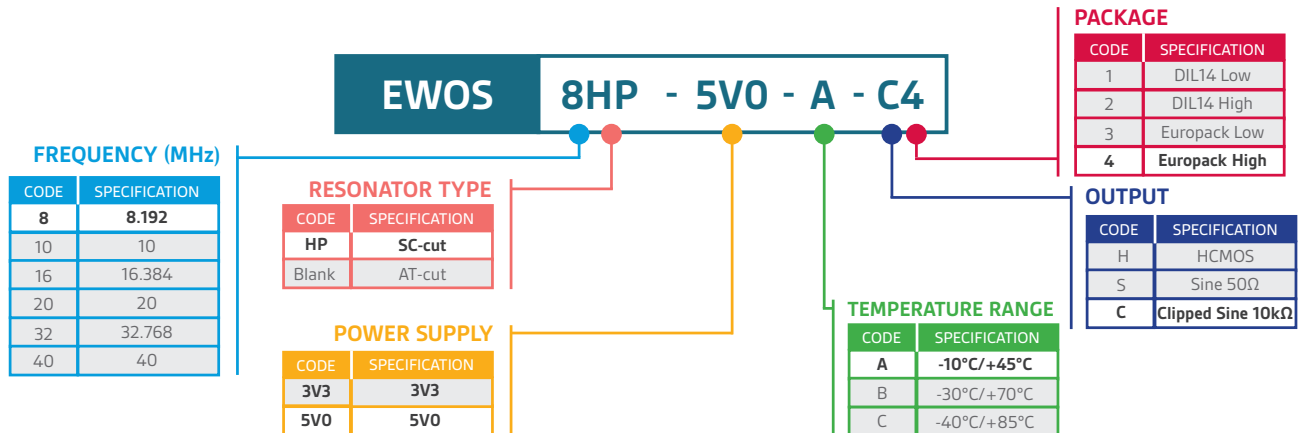 EWOS 8HP - 5V0 - A - C4
FREQUENCY (MHz)
CODE SPECIFICATION
8 8.192
10 10
16 16.384
20 20
32 32.768
40 40
RESONATOR TYPE
CODE SPECIFICATION
HP SC-cut
Blank AT-cut
POWER SUPPLY
CODE SPECIFICATION
3V3 3V3
5V0 5V0
TEMPERATURE RANGE
CODE SPECIFICATION
A -10°C/+45°C
B -30°C/+70°C
C -40°C/+85°C
OUTPUT
CODE SPECIFICATION
H HCMOS
S Sine 50Ω
C Clipped Sine 10kΩ
PACKAGE
CODE SPECIFICATION
1 DIL14 Low
2 DIL14 High
3 Europack Low
4 Europack High